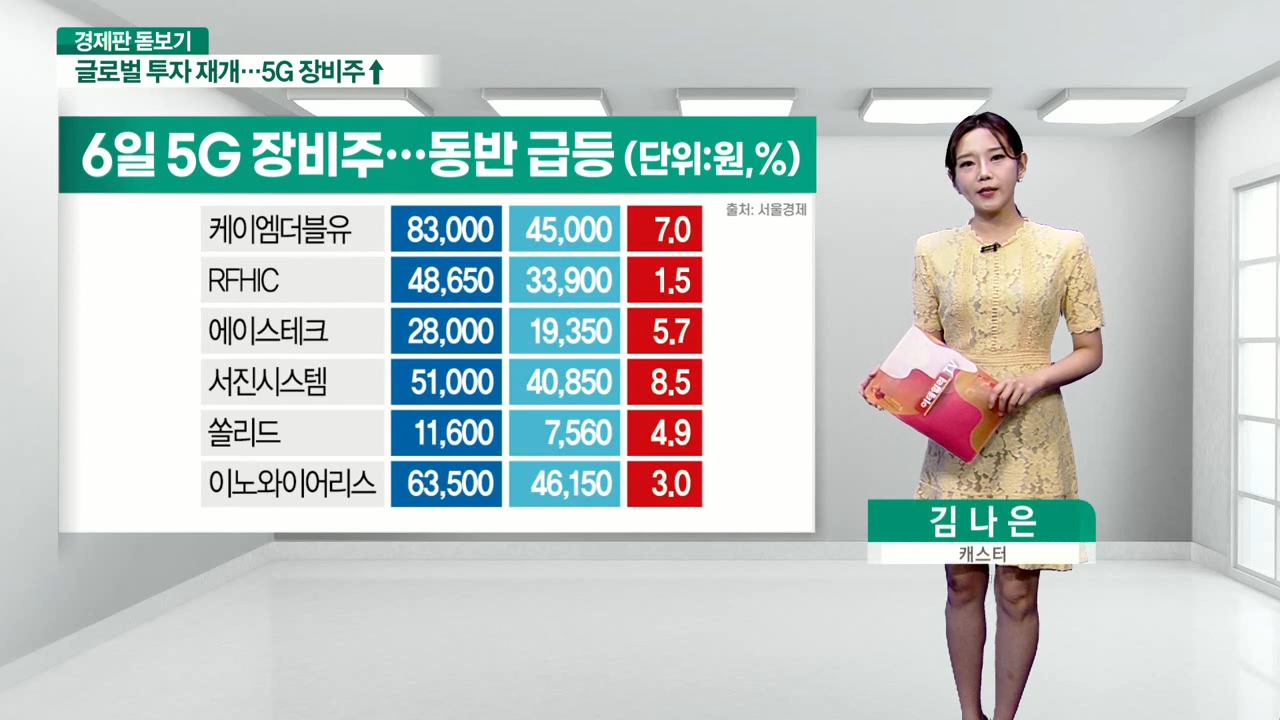 경제판 돋보기
글로벌 투자 재개…5G 장비주↑
6일 5G 장비주…동반 급등 (단위:원,%)
출처: 서울경제
케이엠더블유 83,000 45,000 7.0
RFHIC 48,650 33,900 1.5
에이스테크 28,000 19,350 5.7
서진시스템 51,000 40,850 8.5
쏠리드 11,600 7,560 4.9
이노와이어리스 63,500 46,150 3.0
이데일리 TV
김나은
캐스터